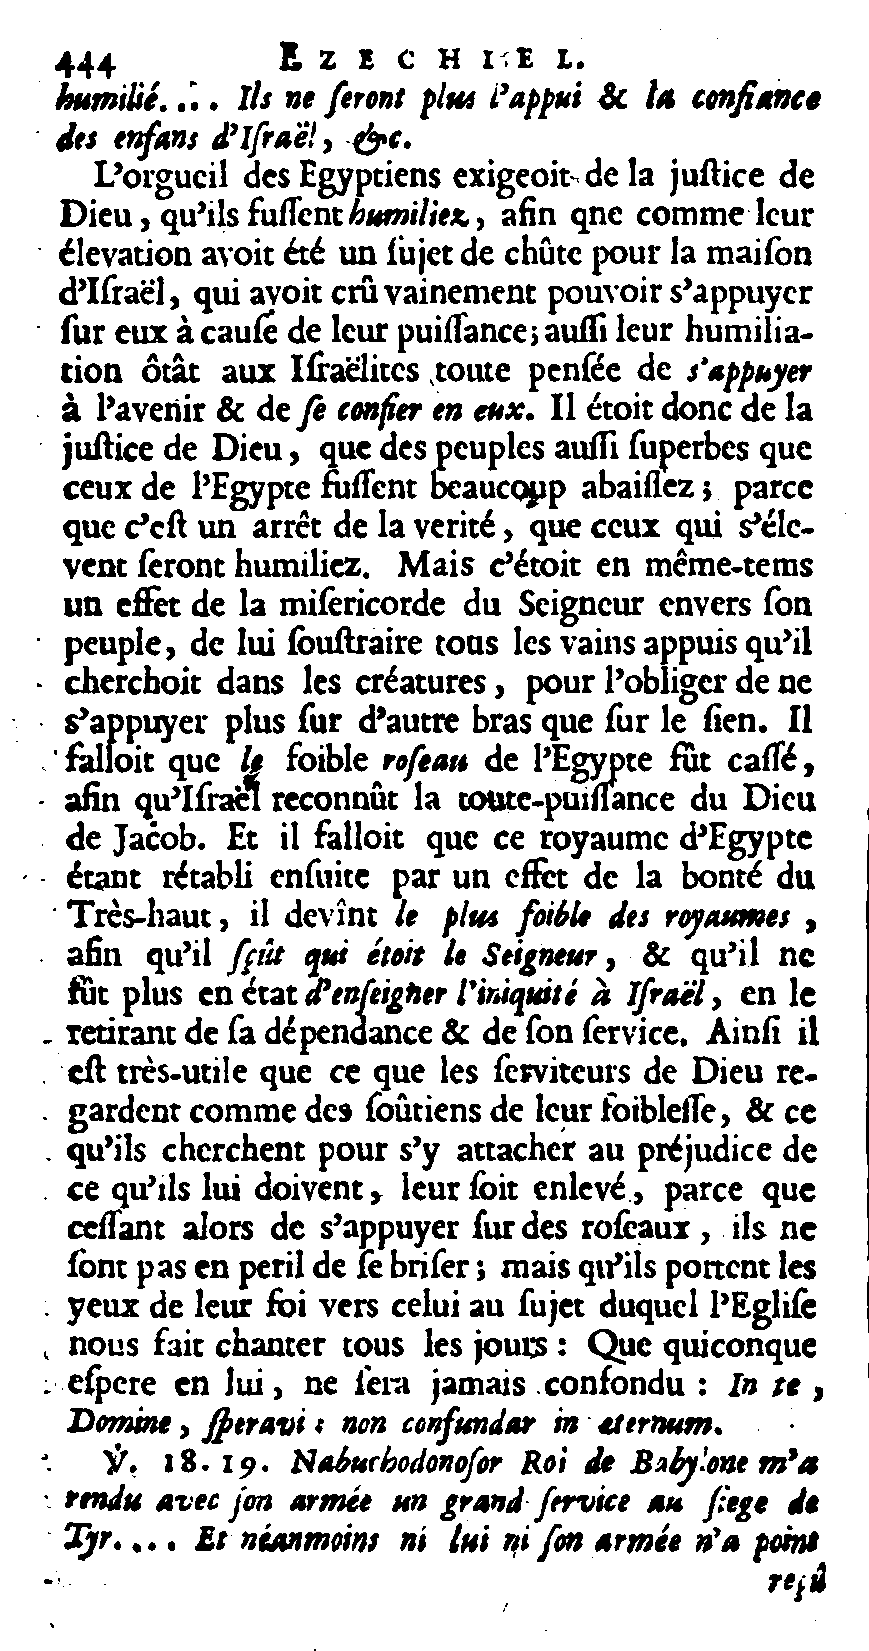 444 EZECHIEL.
humilié. ... Ils ne ſeront plus l'appui & la confiance
des enfans d'Iſraël, &c.
L'orgueil des Egyptiens exigeoit de la juſtice de
Dieu, qu'ils fuſſent humiliez, afin qne comme leur
élevation avoit été un ſujet de chûte pour la maiſon
d'Iſraël, qui avoit crû vainement pouvoir s'appuyer
ſur eux à cauſe de leur puiſſance; auſſi leur humilia-
tion ôtât aux Iſraëlites toute penſée de s'appuyer
à l'avenir & de ſe confier en eux. Il étoit donc de la
juſtice de Dieu, que des peuples auſſi ſuperbes que
ceux de l'Egypte fuſſent beaucoup abaiſſez; parce
que c'eſt un arrêt de la verité, que ceux qui s'éle-
vent ſeront humiliez. Mais c'étoit en même-tems
un effet de la miſericorde du Seigneur envers ſon
peuple, de lui ſouſtraire tous les vains appuis qu'il
cherchoit dans les créatures, pour l'obliger de ne
s'appuyer plus ſur d'autre bras que ſur le ſien. Il
falloit que le foible roſeau de l'Egypte fût caſſé,
afin qu'Iſraël reconnût la toute-puiſſance du Dieu
de Jacob. Et il falloit que ce royaume d'Egypte
étant rétabli enſuite par un effet de la bonté du
Très-haut, il devînt le plus foible des royaumes,
afin qu'il ſçût qui étoit le Seigneur, & qu'il ne
fût plus en état d'enſeigner l'iniquité à Iſraël, en le
retirant de ſa dépendance & de ſon ſervice. Ainſi il
eſt très-utile que ce que les ſerviteurs de Dieu re-
gardent comme des ſoûtiens de leur foibleſſe, & ce
qu'ils cherchent pour s'y attacher au préjudice de
ce qu'ils lui doivent, leur ſoit enlevé, parce que
ceſſant alors de s'appuyer ſur des roſeaux, ils ne
ſont pas en peril de ſe briſer; mais qu'ils portent les
yeux de leur foi vers celui au ſujet duquel l'Egliſe
nous fait chanter tous les jours : Que quiconque
eſpere en lui, ne ſera jamais confondu : In te,
Domine, ſperavi : non confundar in æternum.
℣. 18. 19. Nabuchodonoſor Roi de Babylone m'a
rendu avec ſon armée un grand ſervice au ſiege de
Tyr. ... Et néanmoins ni lui ni ſon armée n'a point
reçû